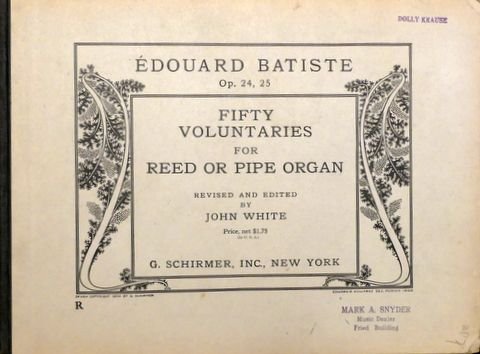 DOLLY KRAUSE
ÉDOUARD BATISTE
Op. 24, 25
FIFTY
VOLUNTARIES
FOR
REED OR PIPE ORGAN
REVISED AND EDITED
BY
JOHN WHITE
Price, net $1.75
G. SCHIRMER, INC., NEW YORK
R
MARK A. SNYDER
Music Dealer
Fried Building